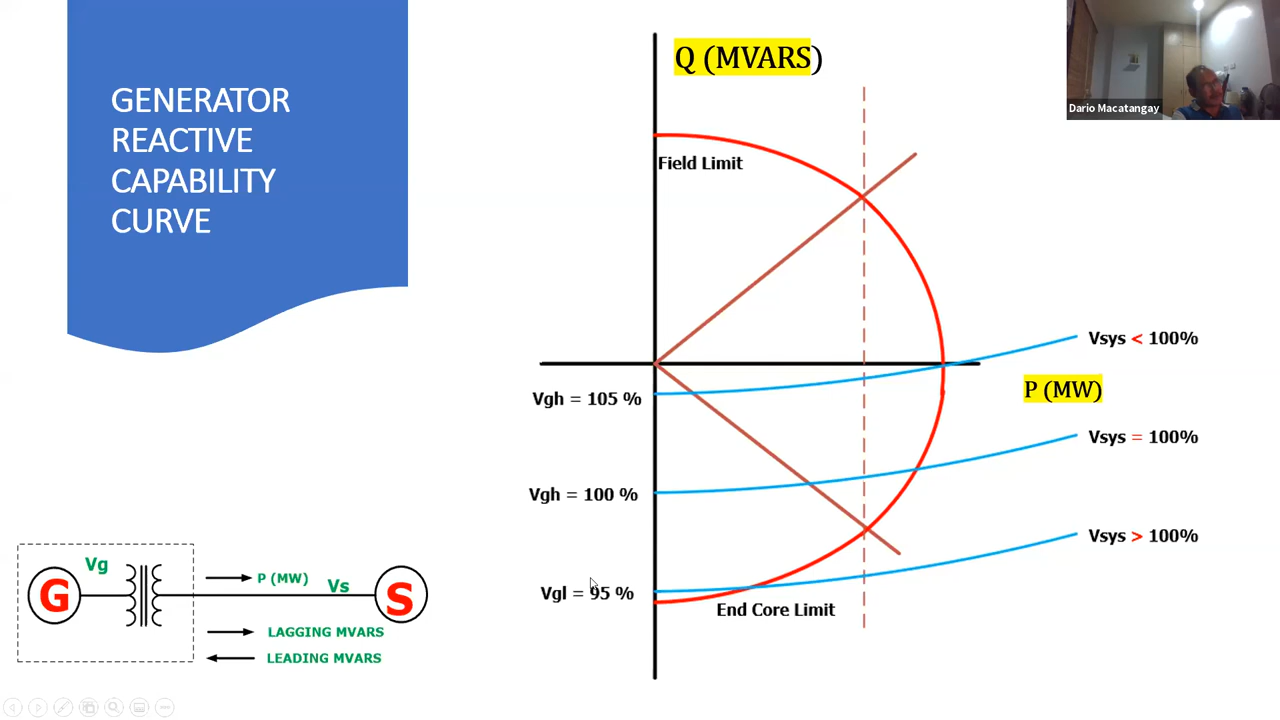 GENERATOR
REACTIVE
CAPABILITY
CURVE
Q (MVARS)
Dario Macatangay
Field Limit
Vsys < 100%
P (MW)
Vgh = 105 %
Vsys = 100%
Vgh = 100 %
Vsys > 100%
Vgl = 95 %
End Core Limit
Vg
G
P (MW)
Vs
S
LAGGING MVARS
LEADING MVARS